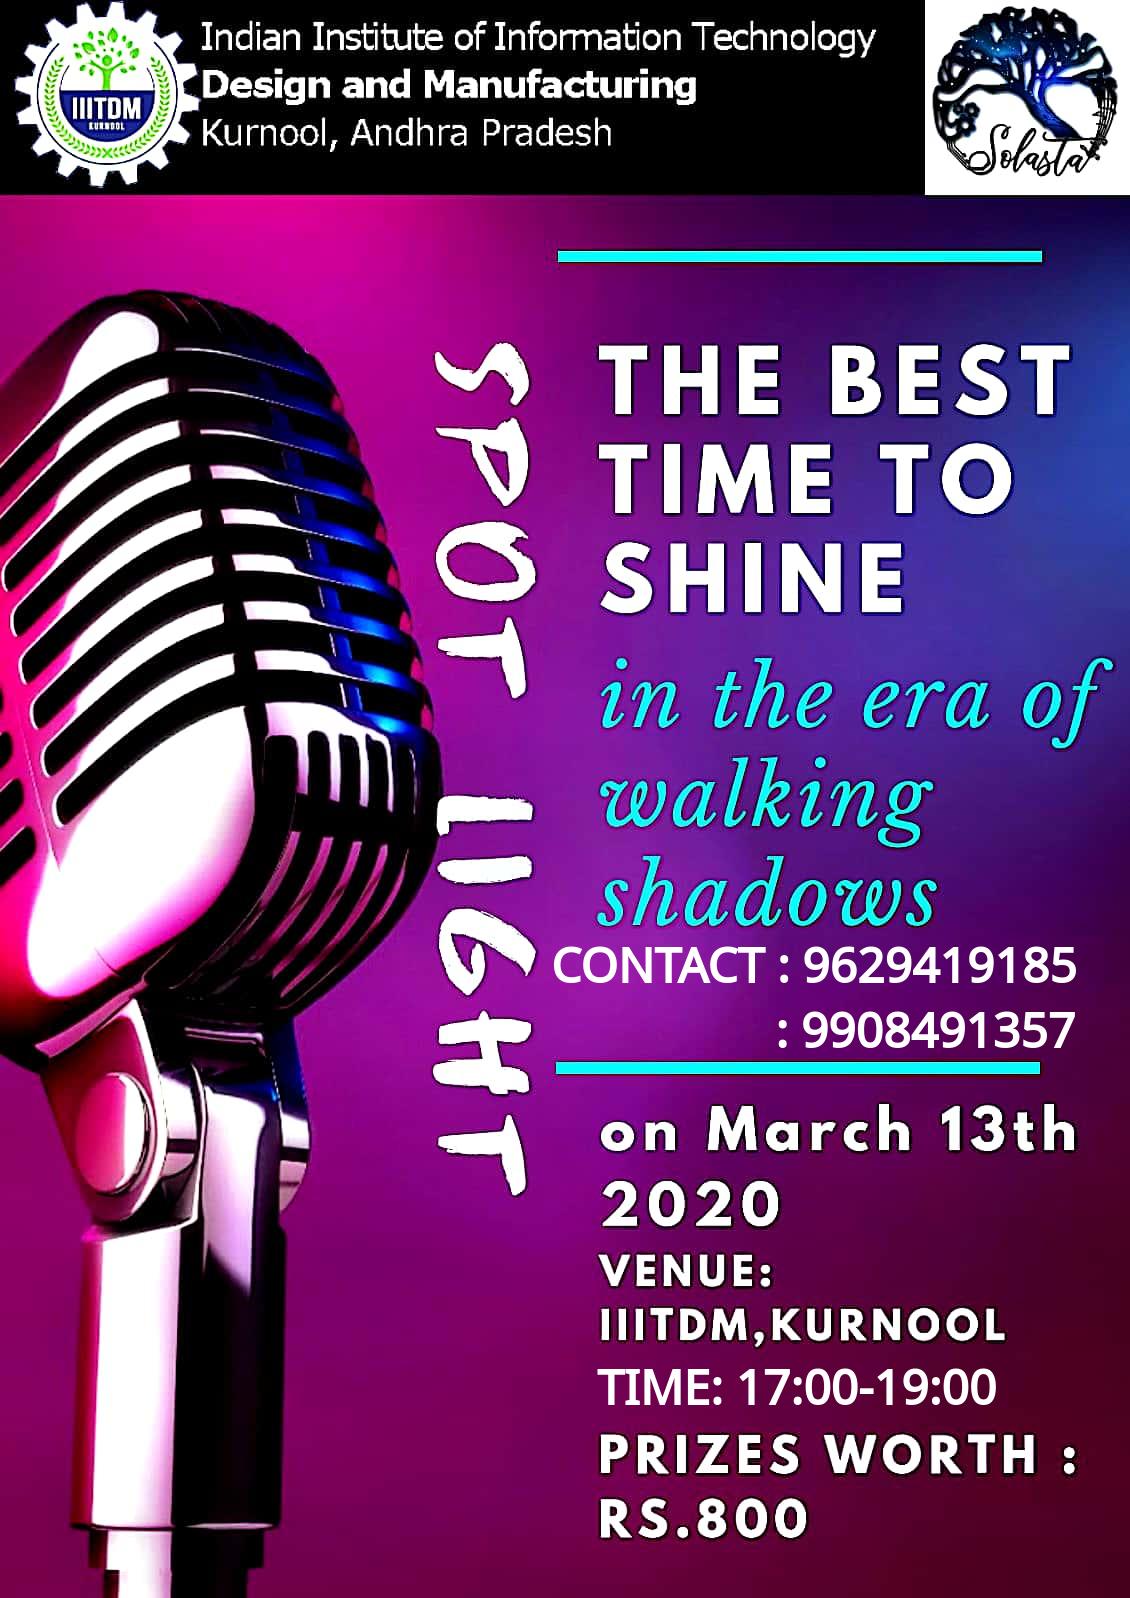 Indian Institute of Information Technology
Design and Manufacturing
Kurnool, Andhra Pradesh
IIITDM
KURNOOL
Solasta
SPOT LIGHT
THE BEST
TIME TO
SHINE
in the era of
walking
shadows
CONTACT : 9629419185
: 9908491357
on March 13th
2020
VENUE:
IIITDM,KURNOOL
TIME: 17:00-19:00
PRIZES WORTH :
RS.800